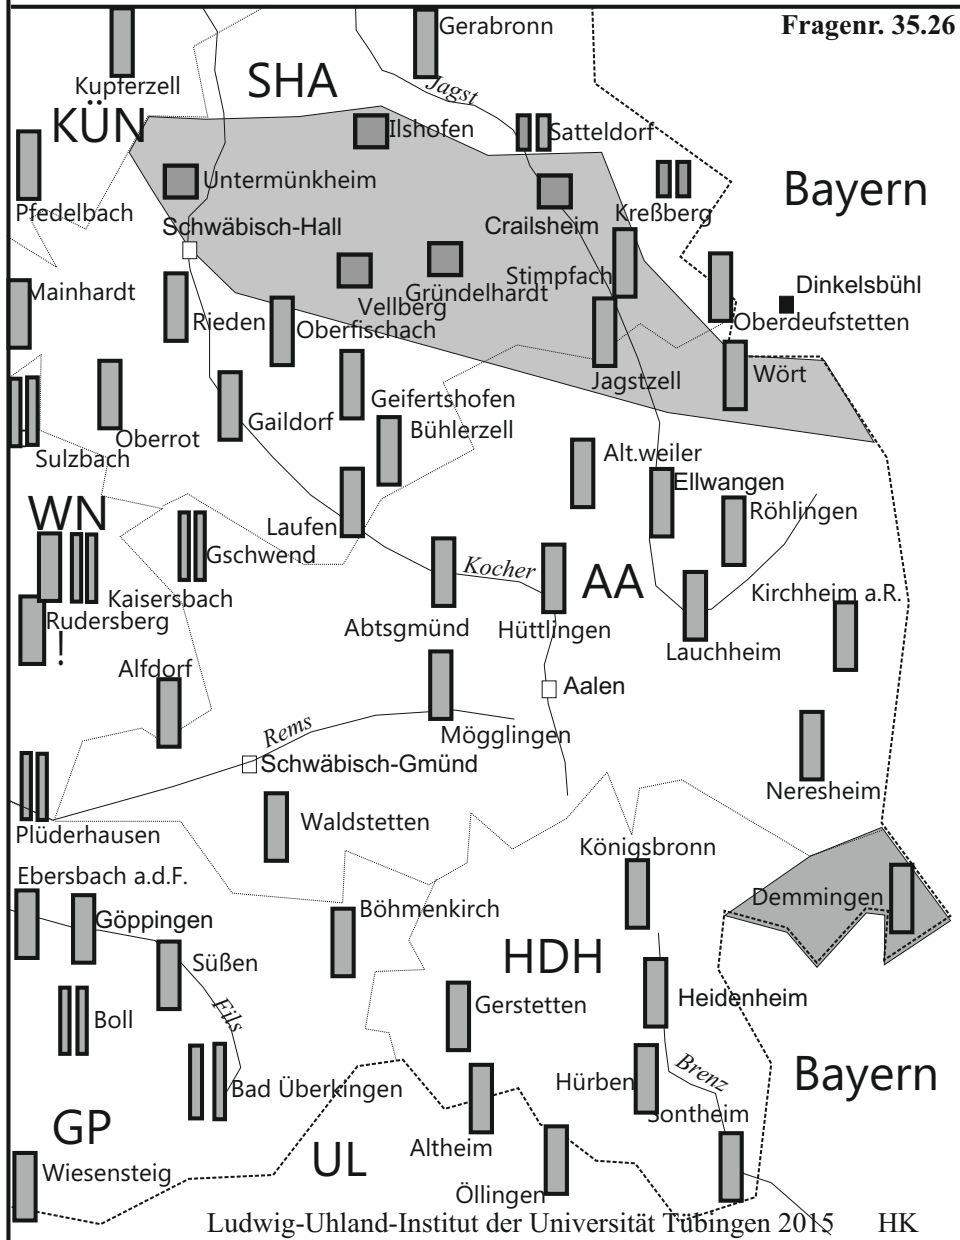 Fragenr. 35.26
Gerabronn
Kupferzell
SHA
Jagst
KÜN
Ilshofen
Satteldorf
Untermünkheim
Bayern
Pfedelbach
Kreßberg
Schwäbisch-Hall
Crailsheim
Stimpfach
Mainhardt
Gründelhardt
Dinkelsbühl
Vellberg
Rieden
Oberfischach
Oberdeufstetten
Jagstzell
Wört
Geifertshofen
Gaildorf
Bühlerzell
Oberrot
Sulzbach
Alt.weiler
Ellwangen
WN
Röhlingen
Laufen
Gschwend
Kocher
AA
Kirchheim a.R.
Kaisersbach
Rudersberg
!
Abtsgmünd
Hüttlingen
Lauchheim
Alfdorf
Aalen
Rems
Mögglingen
Schwäbisch-Gmünd
Neresheim
Plüderhausen
Waldstetten
Königsbronn
Ebersbach a.d.F.
Demmingen
Göppingen
Böhmenkirch
Süßen
HDH
Heidenheim
Gerstetten
Fils
Boll
Brenz
Bayern
Hürben
Bad Überkingen
Sontheim
GP
Altheim
UL
Wiesensteig
Öllingen
Ludwig-Uhland-Institut der Universität Tübingen 2015 HK